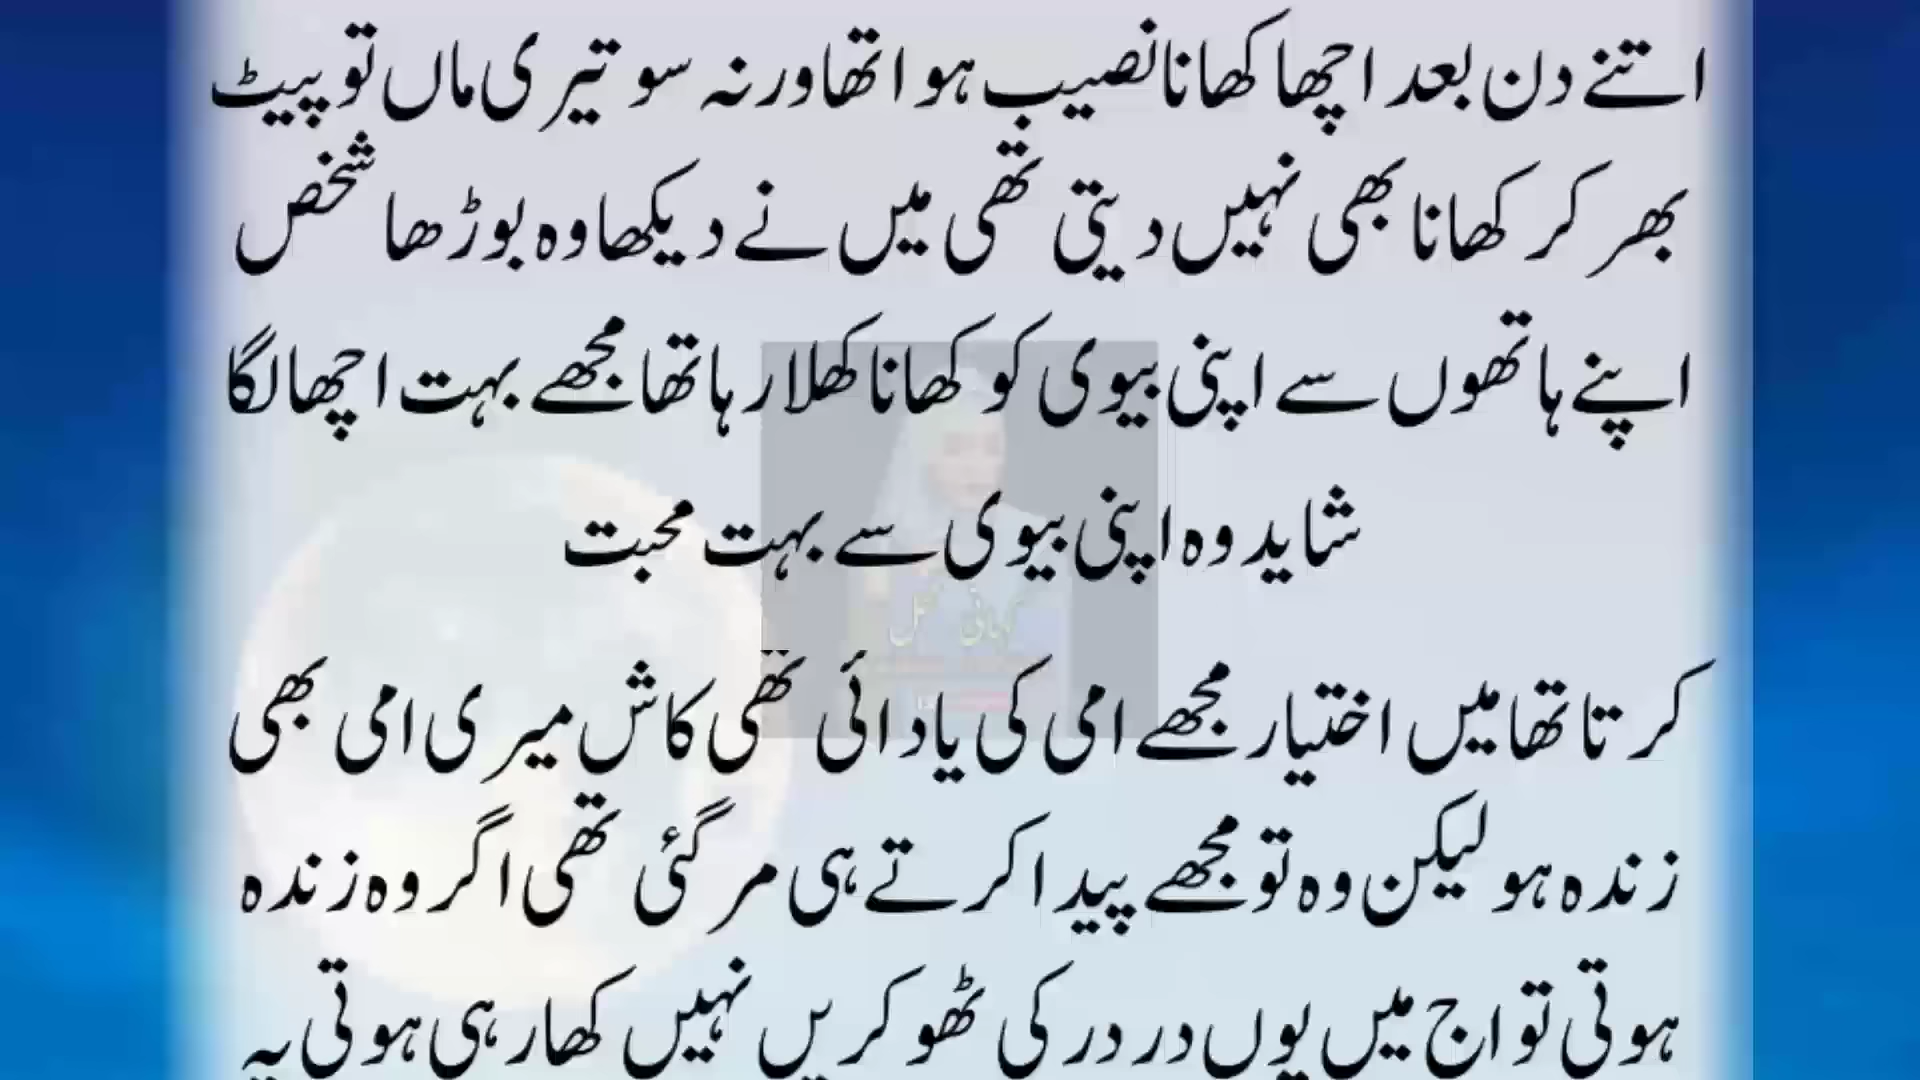 اتنے دن بعد اچھا کھانا نصیب ہوا تھا ورنہ سو تیری ماں تو پیٹ
بھر کر کھانا بھی نہیں دیتی تھی میں نے دیکھا وہ بوڑھا شخص
اپنے ہاتھوں سے اپنی بیوی کو کھانا کھلا رہا تھا مجھے بہت اچھا لگا
شاید وہ اپنی بیوی سے بہت محبت
کرتا تھا میں اختیار مجھے امی کی یاد ائی تھی کاش میری امی بھی
زندہ ہو لیکن وہ تو مجھے پیدا کرتے ہی مر گئی تھی اگر وہ زندہ
ہوتی تو اج میں یوں در در کی ٹھوکریں نہیں کھا رہی ہوتی یہ